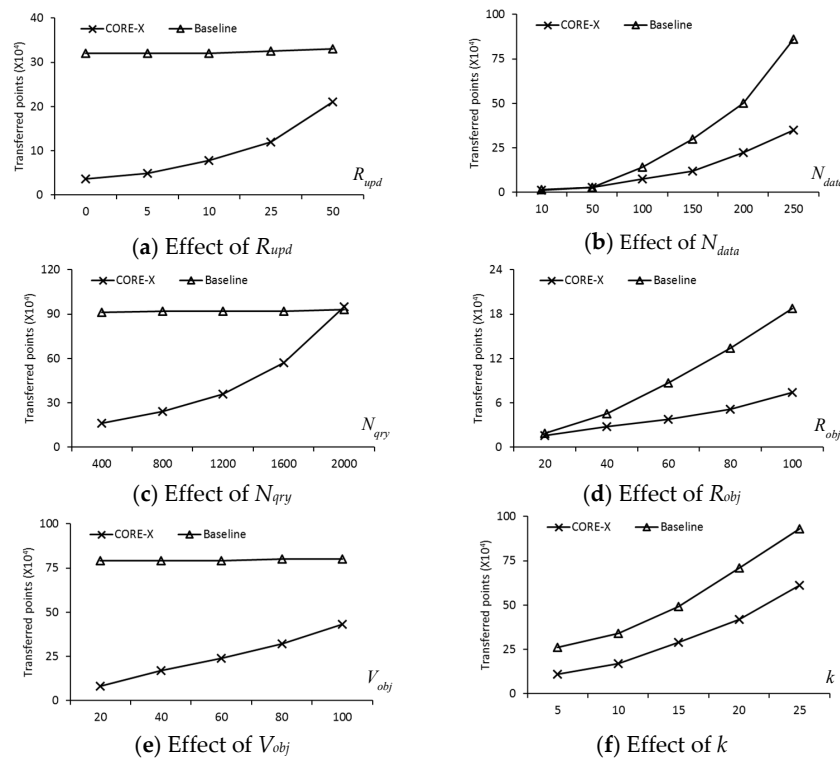 CORE-X Baseline
Transferred points (X10⁴)
40
30
20
10
0
0 5 10 25 50
R_upd
(a) Effect of R_upd
CORE-X Baseline
Transferred points (X10⁴)
100
75
50
25
0
10 50 100 150 200 250
N_data
(b) Effect of N_data
CORE-X Baseline
Transferred points (X10⁴)
120
90
60
30
0
400 800 1200 1600 2000
N_qry
(c) Effect of N_qry
CORE-X Baseline
Transferred points (X10⁴)
24
18
12
6
0
20 40 60 80 100
R_obj
(d) Effect of R_obj
CORE-X Baseline
Transferred points (X10⁴)
100
75
50
25
0
20 40 60 80 100
V_obj
(e) Effect of V_obj
CORE-X Baseline
Transferred points (X10⁴)
100
75
50
25
0
5 10 15 20 25
k
(f) Effect of k